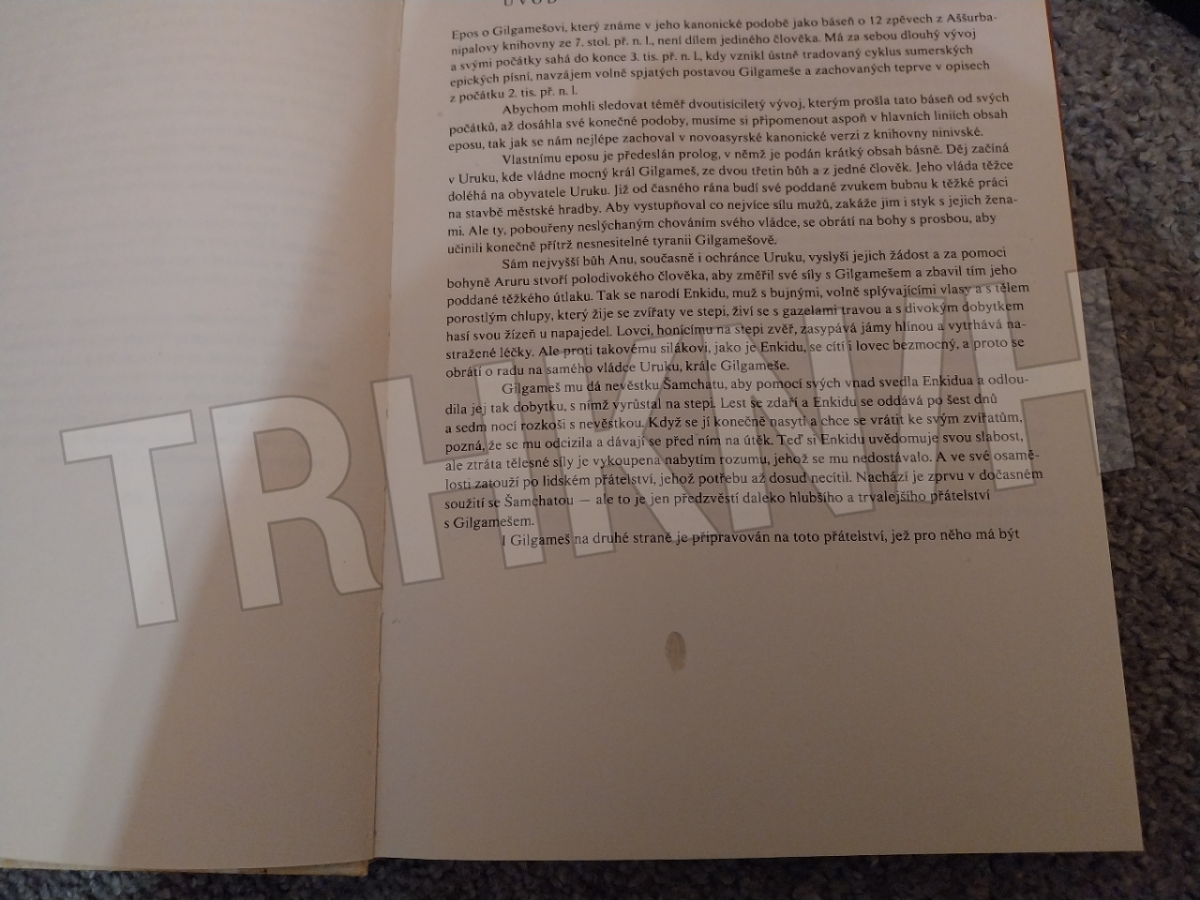 ÚVOD
Epos o Gilgamešovi, který známe v jeho kanonické podobě jako báseň o 12 zpěvech z Aššurba-
nipalovy knihovny ze 7. stol. př. n. l., není dílem jediného člověka. Má za sebou dlouhý vývoj
a svými počátky sahá do konce 3. tis. př. n. l., kdy vznikl ústně tradovaný cyklus sumerských
epických písní, navzájem volně spjatých postavou Gilgameše a zachovaných teprve v opisech
z počátku 2. tis. př. n. l.
Abychom mohli sledovat téměř dvoutisíciletý vývoj, kterým prošla tato báseň od svých
počátků, až dosáhla své konečné podoby, musíme si připomenout aspoň v hlavních liniích obsah
eposu, tak jak se nám nejlépe zachoval v novoasyrské kanonické verzi z knihovny ninivské.
Vlastnímu eposu je předeslán prolog, v němž je podán krátký obsah básně. Děj začíná
v Uruku, kde vládne mocný král Gilgameš, ze dvou třetin bůh a z jedné člověk. Jeho vláda těžce
doléhá na obyvatele Uruku. Již od časného rána budí své poddané zvukem bubnu k těžké práci
na stavbě městské hradby. Aby vystupňoval co nejvíce sílu mužů, zakáže jim i styk s jejich žena-
mi. Ale ty, pobouřeny neslýchaným chováním svého vládce, se obrátí na bohy s prosbou, aby
učinili konečně přítrž nesnesitelné tyranii Gilgamešově.
Sám nejvyšší bůh Anu, současně i ochránce Uruku, vyslyší jejich žádost a za pomoci
bohyně Aruru stvoří polodivokého člověka, aby změřil své síly s Gilgamešem a zbavil tím jeho
poddané těžkého útlaku. Tak se narodí Enkidu, muž s bujnými, volně splývajícími vlasy a s tělem
porostlým chlupy, který žije se zvířaty ve stepi, živí se s gazelami travou a s divokým dobytkem
hasí svou žízeň u napajedel. Lovci, honícímu na stepi zvěř, zasypává jámy hlínou a vytrhává na-
stražené léčky. Ale proti takovému silákovi, jako je Enkidu, se cítí i lovec bezmocný, a proto se
obrátí o radu na samého vládce Uruku, krále Gilgameše.
Gilgameš mu dá nevěstku Šamchatu, aby pomocí svých vnad svedla Enkidua a odlou-
dila jej tak dobytku, s nímž vyrůstal na stepi. Lest se zdaří a Enkidu se oddává po šest dnů
a sedm nocí rozkoši s nevěstkou. Když se jí konečně nasytí a chce se vrátit ke svým zvířatům,
pozná, že se mu odcizila a dávají se před ním na útěk. Teď si Enkidu uvědomuje svou slabost,
ale ztráta tělesné síly je vykoupena nabytím rozumu, jehož se mu nedostávalo. A ve své osamě-
losti zatouží po lidském přátelství, jehož potřebu až dosud necítil. Nachází je zprvu v dočasném
soužití se Šamchatou — ale to je jen předzvěstí daleko hlubšího a trvalejšího přátelství
s Gilgamešem.
I Gilgameš na druhé straně je připravován na toto přátelství, jež pro něho má být
TRHKNIH